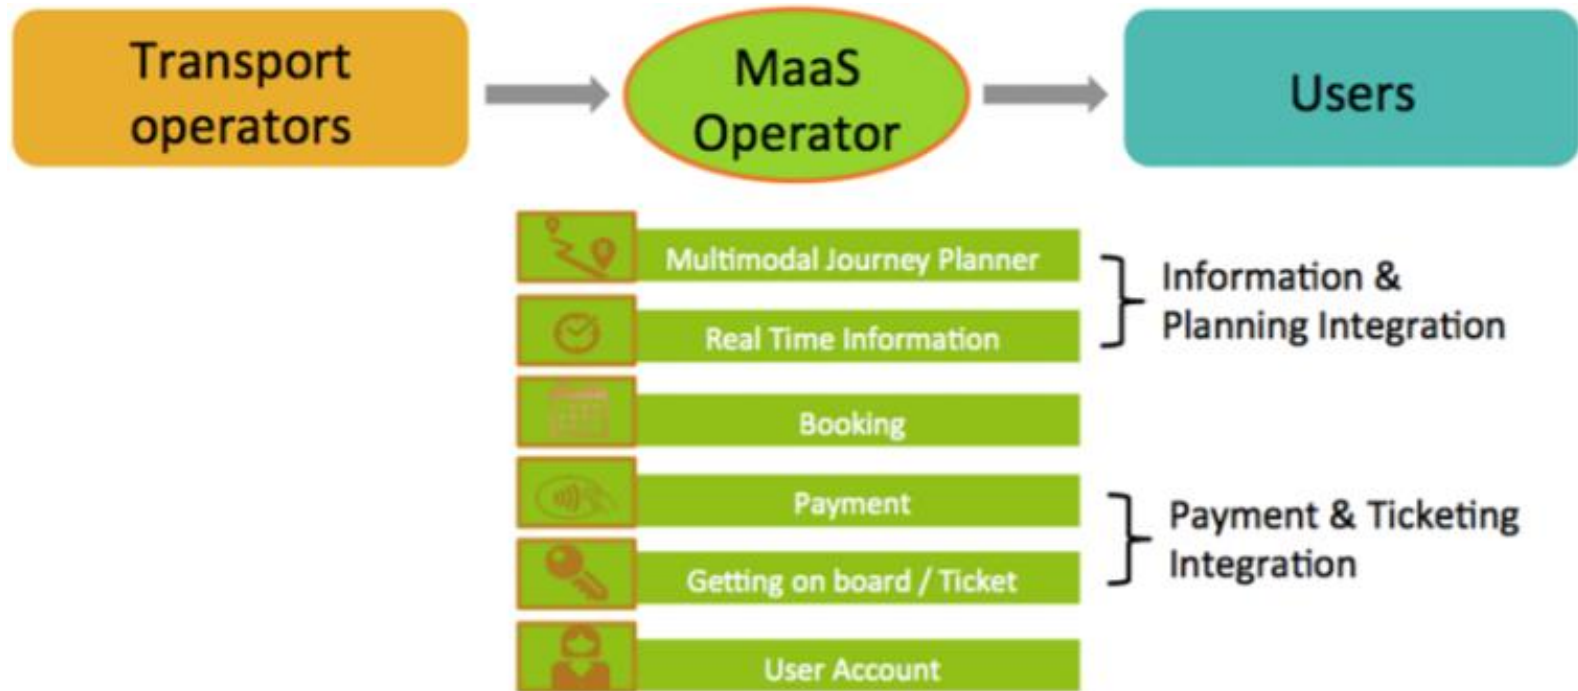 Transport
operators
MaaS
Operator
Users
Multimodal Journey Planner
Real Time Information
Booking
Payment
Getting on board / Ticket
User Account
Information &
Planning Integration
Payment & Ticketing
Integration